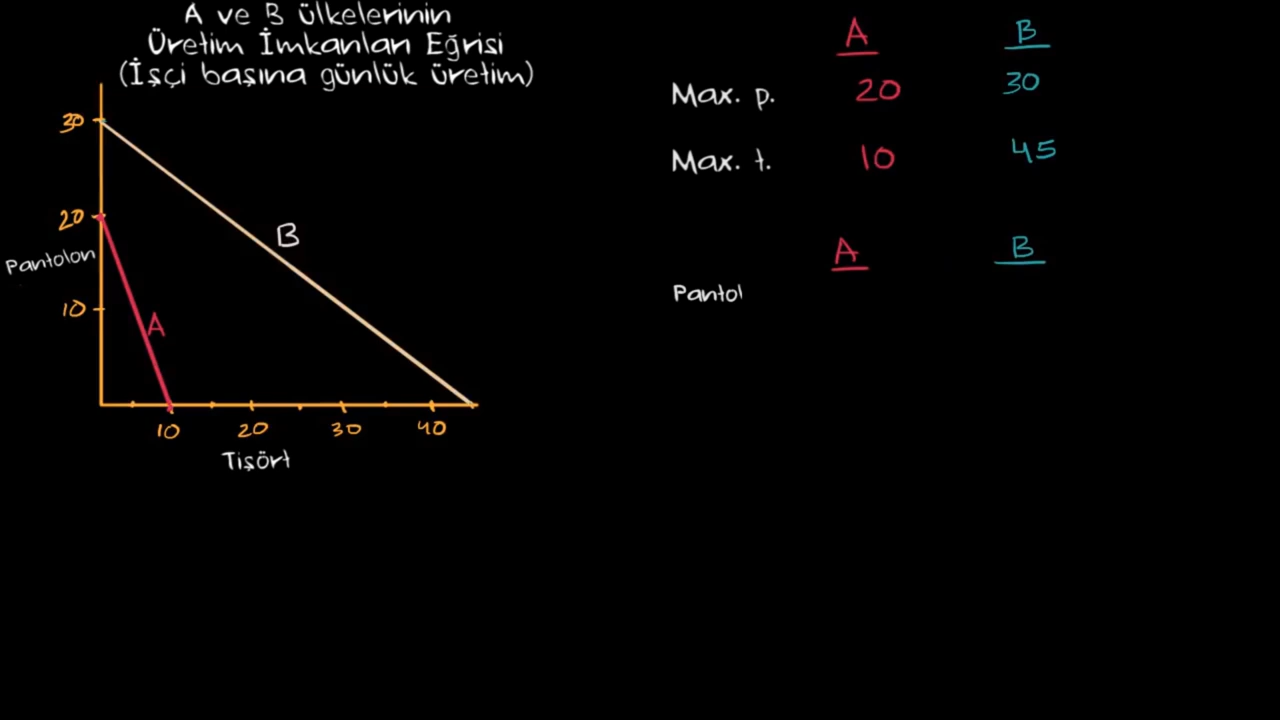 A ve B ülkelerinin
Üretim İmkanları Eğrisi
(İşçi başına günlük üretim)
30
20
Pantolon
10
B
A
10 20 30 40
Tişört
A B
Max. p. 20 30
Max. t. 10 45
A B
Pantol